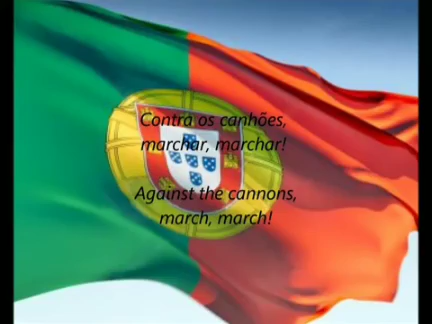 Contra os canhões,
marchar, marchar!
Against the cannons,
march, march!